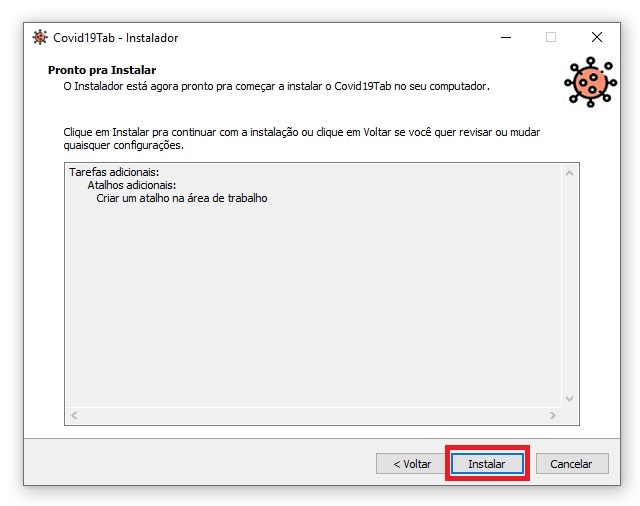 Covid19Tab - Instalador
Pronto pra Instalar
O Instalador está agora pronto pra começar a instalar o Covid19Tab no seu computador.
Clique em Instalar pra continuar com a instalação ou clique em Voltar se você quer revisar ou mudar
quaisquer configurações.
Tarefas adicionais:
Atalhos adicionais:
Criar um atalho na área de trabalho
< Voltar
Instalar
Cancelar